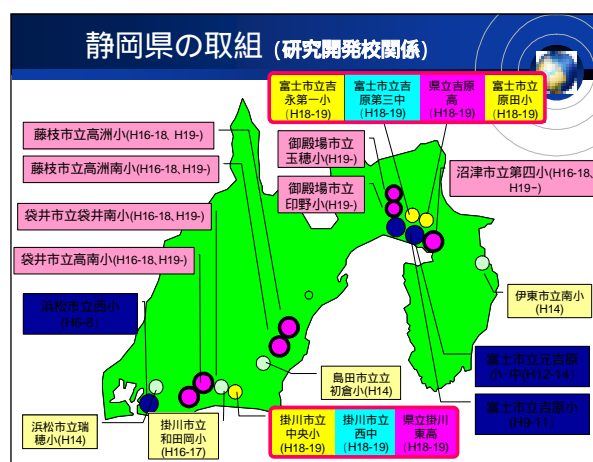 静岡県の取組 (研究開発校関係)
富士市立吉
永第一小
(H18-19)
富士市立吉
原第三中
(H18-19)
県立吉原
高
(H18-19)
富士市立
原田小
(H18-19)
藤枝市立高洲小(H16-18、H19-)
藤枝市立高洲南小(H16-18、H19-)
袋井市立袋井南小(H16-18、H19-)
袋井市立高南小(H16-18、H19-)
御殿場市立
玉穂小(H19-)
御殿場市立
印野小(H19-)
沼津市立第四小(H16-18、
H19-)
浜松市立西小
(H6-8)
伊東市立南小
(H14)
島田市立立
初倉小(H14)
富士市立元吉原
小・中(H12-14)
富士市立吉原小
(H9-11)
浜松市立瑞
穂小(H14)
掛川市立
和田岡小
(H16-17)
掛川市立
中央小
(H18-19)
掛川市立
西中
(H18-19)
県立掛川
東高
(H18-19)